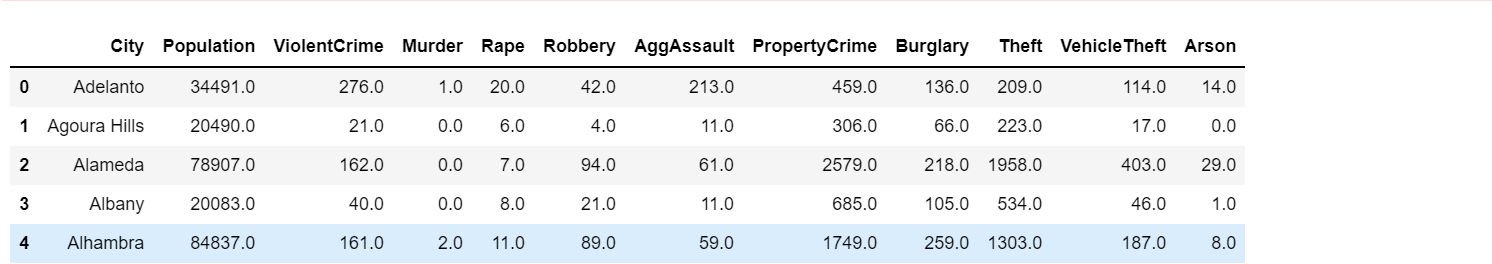 City Population ViolentCrime Murder Rape Robbery AggAssault PropertyCrime Burglary Theft VehicleTheft Arson
0 Adelanto 34491.0 276.0 1.0 20.0 42.0 213.0 459.0 136.0 209.0 114.0 14.0
1 Agoura Hills 20490.0 21.0 0.0 6.0 4.0 11.0 306.0 66.0 223.0 17.0 0.0
2 Alameda 78907.0 162.0 0.0 7.0 94.0 61.0 2579.0 218.0 1958.0 403.0 29.0
3 Albany 20083.0 40.0 0.0 8.0 21.0 11.0 685.0 105.0 534.0 46.0 1.0
4 Alhambra 84837.0 161.0 2.0 11.0 89.0 59.0 1749.0 259.0 1303.0 187.0 8.0